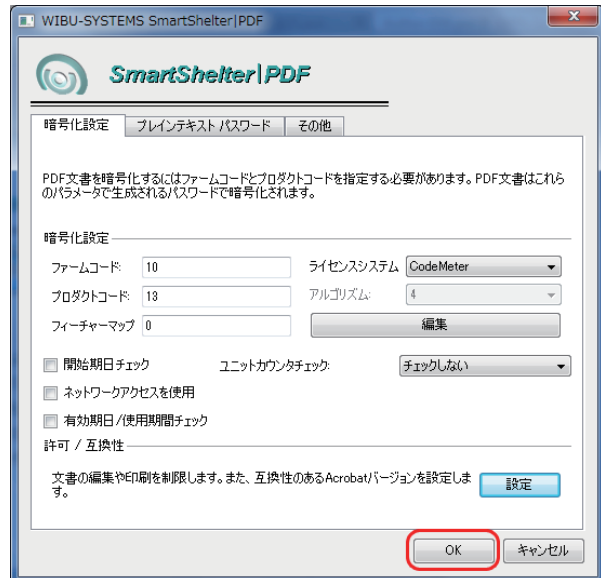 WIBU-SYSTEMS SmartShelter|PDF
SmartShelter|PDF
暗号化設定 プレインテキスト パスワード その他
PDF文書を暗号化するにはファームコードとプロダクトコードを指定する必要があります。PDF文書はこれら
のパラメータで生成されるパスワードで暗号化されます。
暗号化設定
ファームコード: 10 ライセンスシステム CodeMeter
プロダクトコード: 13 アルゴリズム: 4
フィーチャーマップ 0 編集
開始期日チェック ユニットカウンタチェック: チェックしない
ネットワークアクセスを使用
有効期日/使用期間チェック
許可 / 互換性
文書の編集や印刷を制限します。また、互換性のあるAcrobatバージョンを設定しま
す。 設定
OK キャンセル